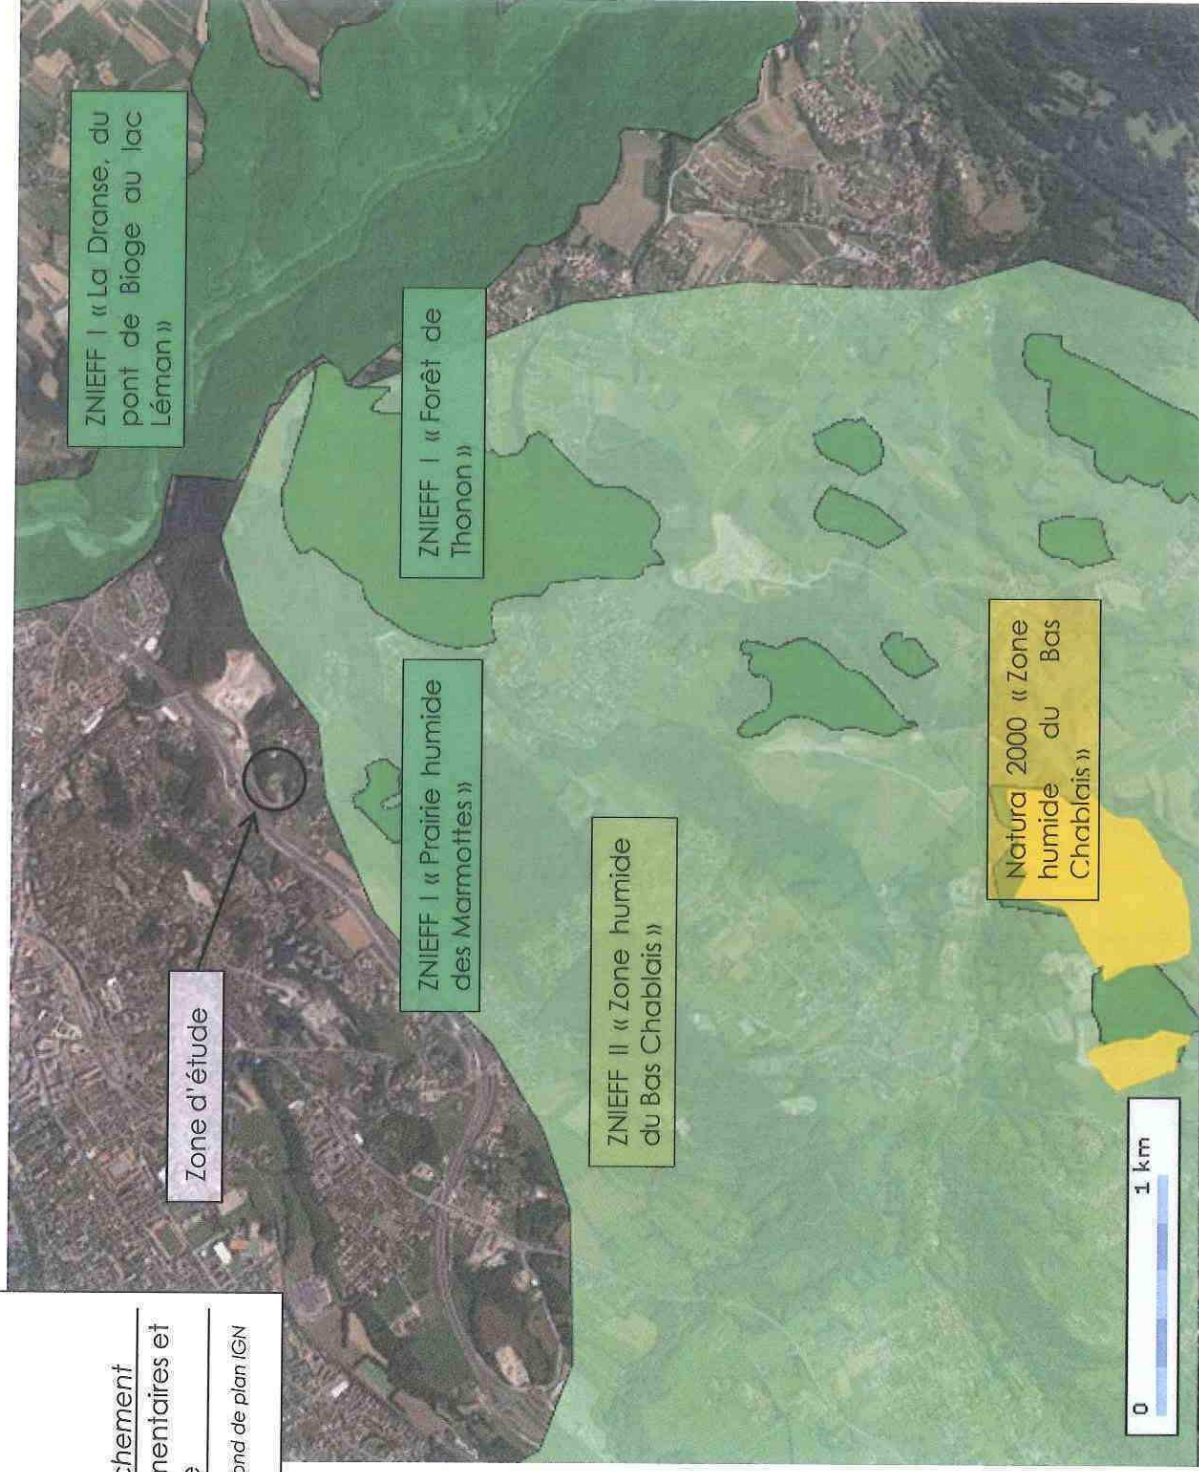 chement
nentaires et
e
ond de plan IGN
Zone d'étude
ZNIEFF I « La Dranse, du
pont de Bioge au lac
Léman »
ZNIEFF I « Prairie humide
des Marmottes »
ZNIEFF I « Forêt de
Thonon »
ZNIEFF II « Zone humide
du Bas Chablais »
Natura 2000 « Zone
humide du Bas
Chablais »
0 1 km